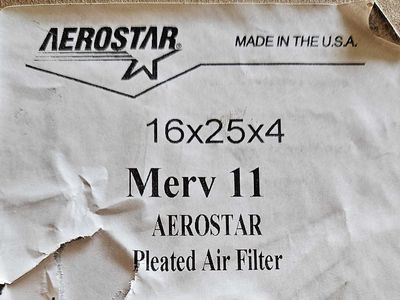 AEROSTAR®
MADE IN THE U.S.A.
16x25x4
Merv 11
AEROSTAR
Pleated Air Filter